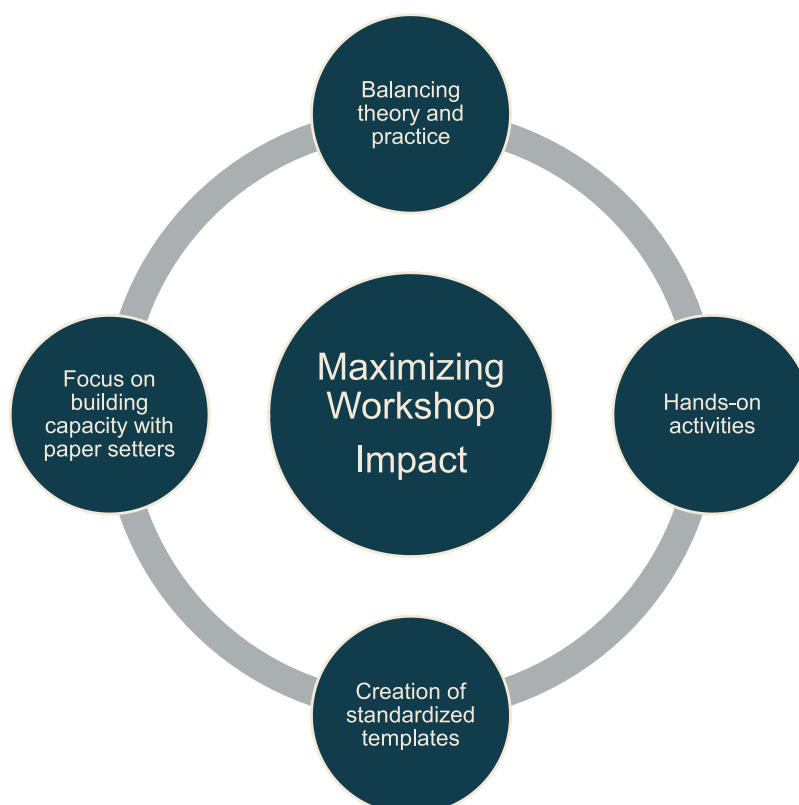 Balancing
theory and
practice
Focus on
building
capacity with
paper setters
Maximizing
Workshop
Impact
Hands-on
activities
Creation of
standardized
templates